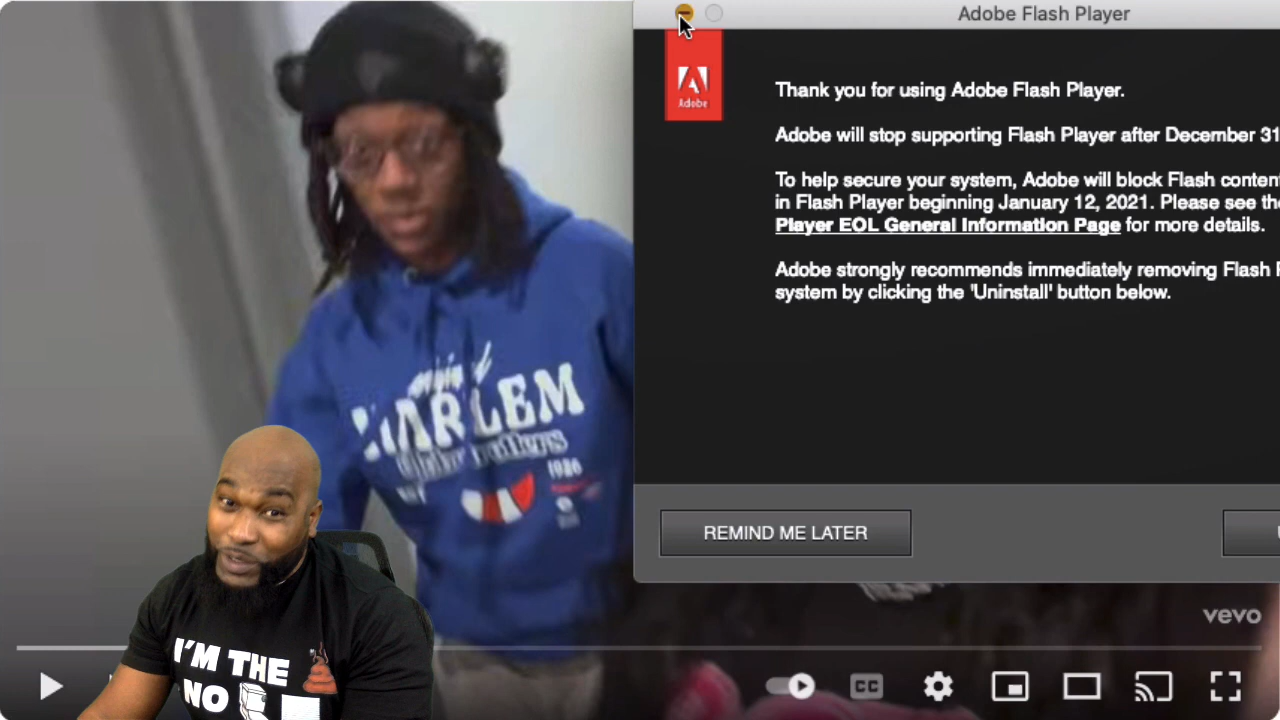 Adobe Flash Player
Adobe
Thank you for using Adobe Flash Player.
Adobe will stop supporting Flash Player after December 31
To help secure your system, Adobe will block Flash conten
in Flash Player beginning January 12, 2021. Please see the
Player EOL General Information Page for more details.
Adobe strongly recommends immediately removing Flash
system by clicking the 'Uninstall' button below.
REMIND ME LATER
original
HARLEM
1926
vevo
CC
I'M THE
NO